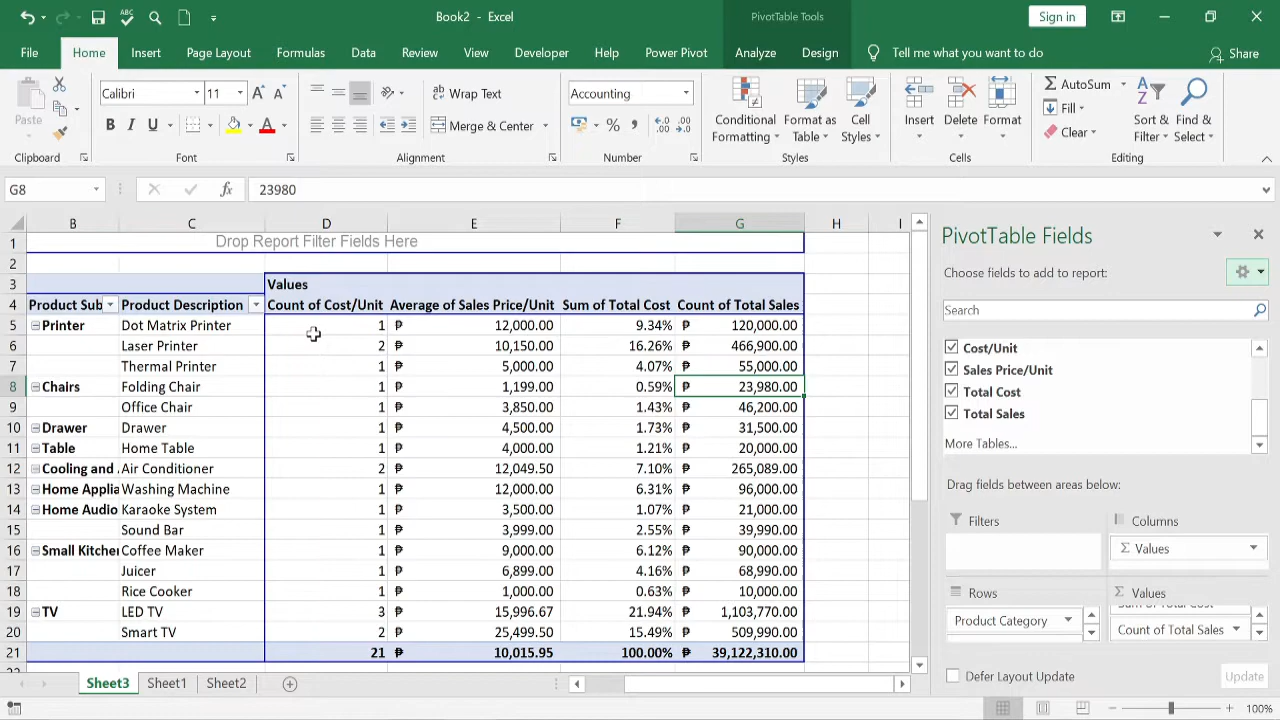 Book2 - Excel
PivotTable Tools
Sign in
File Home Insert Page Layout Formulas Data Review View Developer Help Power Pivot Analyze Design Tell me what you want to do Share
Paste
Calibri 11
B I U
Wrap Text
Merge & Center
Accounting
Conditional Formatting
Format as Table
Cell Styles
Insert Delete Format
AutoSum
Fill
Clear
Sort & Filter
Find & Select
Clipboard Font Alignment Number Styles Cells Editing
G8 fx 23980
B C D E F G H I
1 Drop Report Filter Fields Here
2
3 Values
4 Product Sub Product Description Count of Cost/Unit Average of Sales Price/Unit Sum of Total Cost Count of Total Sales
5 Printer Dot Matrix Printer 1 ₱ 12,000.00 9.34% ₱ 120,000.00
6 Laser Printer 2 ₱ 10,150.00 16.26% ₱ 466,900.00
7 Thermal Printer 1 ₱ 5,000.00 4.07% ₱ 55,000.00
8 Chairs Folding Chair 1 ₱ 1,199.00 0.59% ₱ 23,980.00
9 Office Chair 1 ₱ 3,850.00 1.43% ₱ 46,200.00
10 Drawer Drawer 1 ₱ 4,500.00 1.73% ₱ 31,500.00
11 Table Home Table 1 ₱ 4,000.00 1.21% ₱ 20,000.00
12 Cooling and Air Conditioner 2 ₱ 12,049.50 7.10% ₱ 265,089.00
13 Home Applia Washing Machine 1 ₱ 12,000.00 6.31% ₱ 96,000.00
14 Home Audio Karaoke System 1 ₱ 3,500.00 1.07% ₱ 21,000.00
15 Sound Bar 1 ₱ 3,999.00 2.55% ₱ 39,990.00
16 Small Kitchen Coffee Maker 1 ₱ 9,000.00 6.12% ₱ 90,000.00
17 Juicer 1 ₱ 6,899.00 4.16% ₱ 68,990.00
18 Rice Cooker 1 ₱ 1,000.00 0.63% ₱ 10,000.00
19 TV LED TV 3 ₱ 15,996.67 21.94% ₱ 1,103,770.00
20 Smart TV 2 ₱ 25,499.50 15.49% ₱ 509,990.00
21 21 ₱ 10,015.95 100.00% ₱ 39,122,310.00
PivotTable Fields
Choose fields to add to report:
Search
Cost/Unit
Sales Price/Unit
Total Cost
Total Sales
More Tables...
Drag fields between areas below:
Filters
Columns
Σ Values
Rows
Product Category
Σ Values
Count of Total Sales
Defer Layout Update
Update
Sheet3 Sheet1 Sheet2
100%